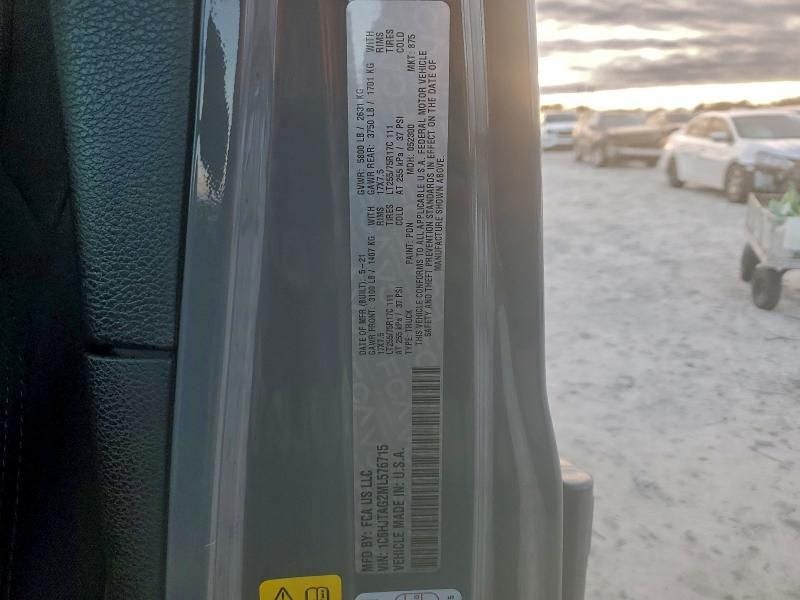 MFD BY: FCA US LLC
VIN: 1C6HJTAG2ML576715
VEHICLE MADE IN: U.S.A.
DATE OF MFR (BUILT): 5-21 GVWR: 5800 LB / 2631 KG
GAWR FRONT: 3100 LB / 1407 KG WITH GAWR REAR: 3750 LB / 1701 KG WITH
17X7.5 RIMS 17X7.5 RIMS
LT255/75R17C 111 TIRES LT255/75R17C 111 TIRES
AT 255 kPa / 37 PSI COLD AT 255 kPa / 37 PSI COLD
TYPE: TRUCK PAINT: PDN MDH: 052300 MKT: 875
THIS VEHICLE CONFORMS TO ALL APPLICABLE U.S.A. FEDERAL MOTOR VEHICLE
SAFETY AND THEFT PREVENTION STANDARDS IN EFFECT ON THE DATE OF
MANUFACTURE SHOWN ABOVE.